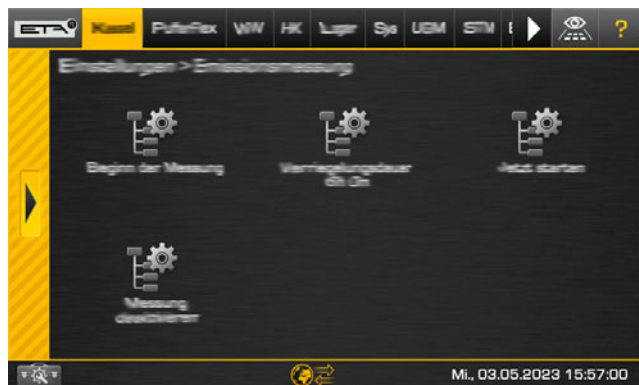 ETA
Kessel PufferFlex WW HK Lager Sys UBM STM ?
Einstellungen > Emissionsmessung
Beginn der Messung
Verriegelungsdauer
Jetzt starten
6h 0m
Messung
deaktivieren
Mi., 03.05.2023 15:57:00